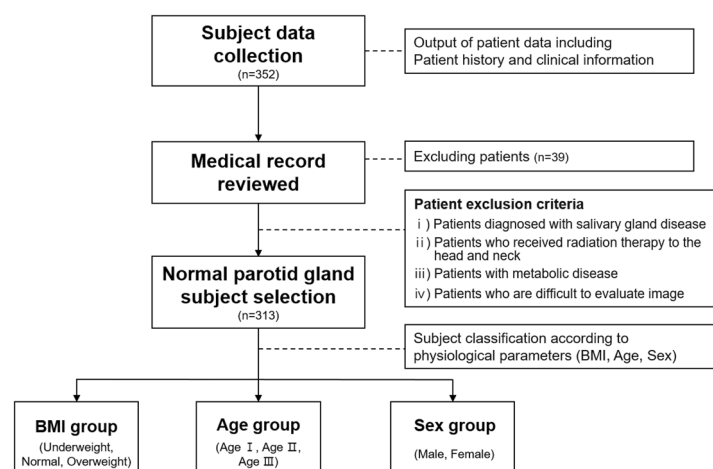 Subject data
collection
(n=352)
Output of patient data including
Patient history and clinical information
Medical record
reviewed
Excluding patients (n=39)
Patient exclusion criteria
ⅰ) Patients diagnosed with salivary gland disease
ⅱ) Patients who received radiation therapy to the
head and neck
ⅲ) Patients with metabolic disease
ⅳ) Patients who are difficult to evaluate image
Normal parotid gland
subject selection
(n=313)
Subject classification according to
physiological parameters (BMI, Age, Sex)
BMI group
(Underweight,
Normal, Overweight)
Age group
(Age Ⅰ, Age Ⅱ,
Age Ⅲ)
Sex group
(Male, Female)